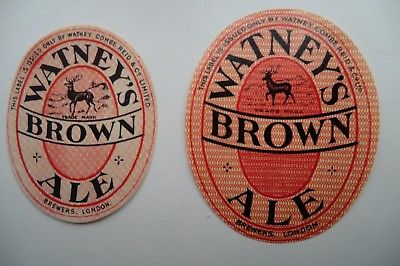 THIS LABEL IS ISSUED ONLY BY WATNEY COMBE REID & CO. LIMITED
WATNEY'S
TRADE MARK
BROWN
ALE
BREWERS, LONDON.
THIS LABEL IS ISSUED ONLY BY WATNEY COMBE REID & CO. LTD.
WATNEY'S
BROWN
ALE
BREWERS, LONDON